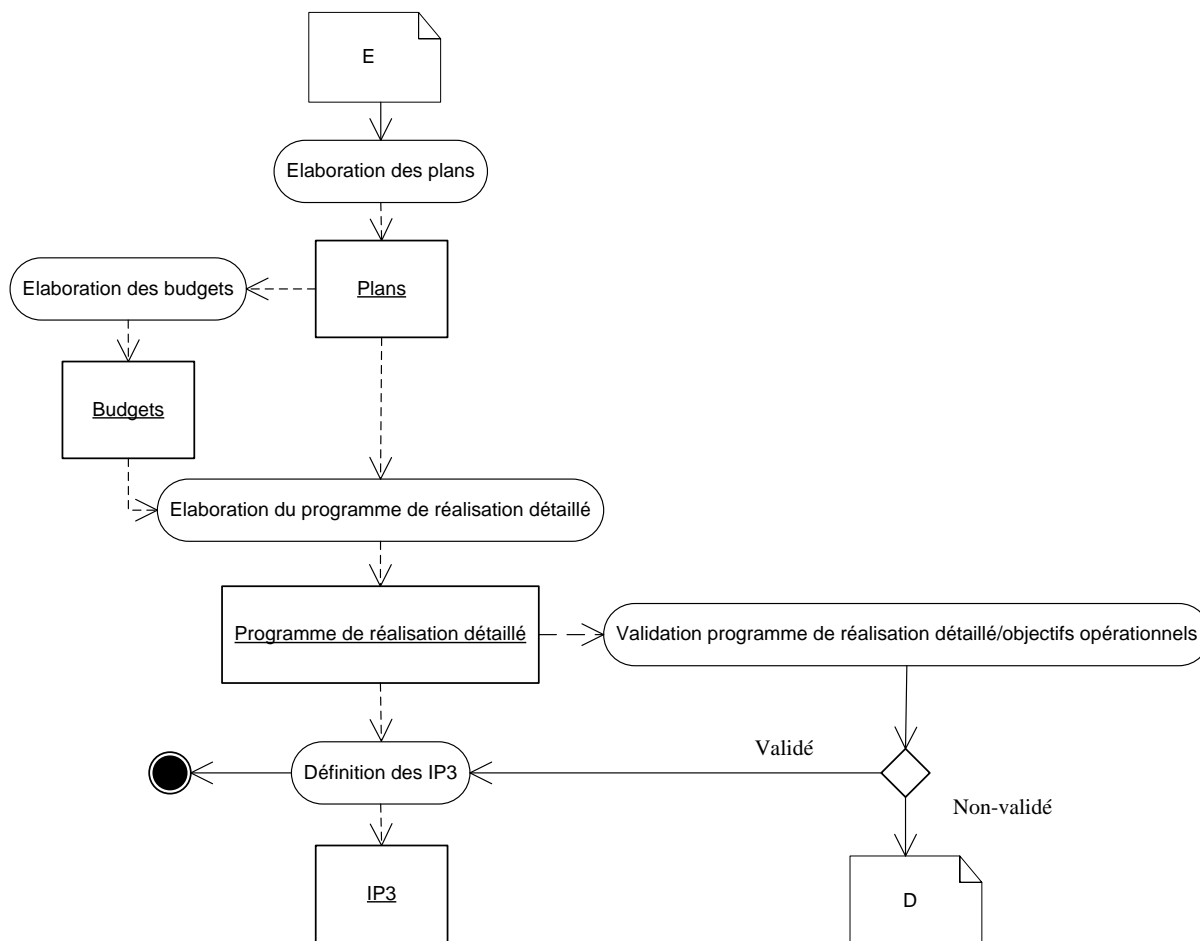 E
Elaboration des plans
Elaboration des budgets
Plans
Budgets
Elaboration du programme de réalisation détaillé
Programme de réalisation détaillé
Validation programme de réalisation détaillé/objectifs opérationnels
Validé
Définition des IP3
Non-validé
IP3
D